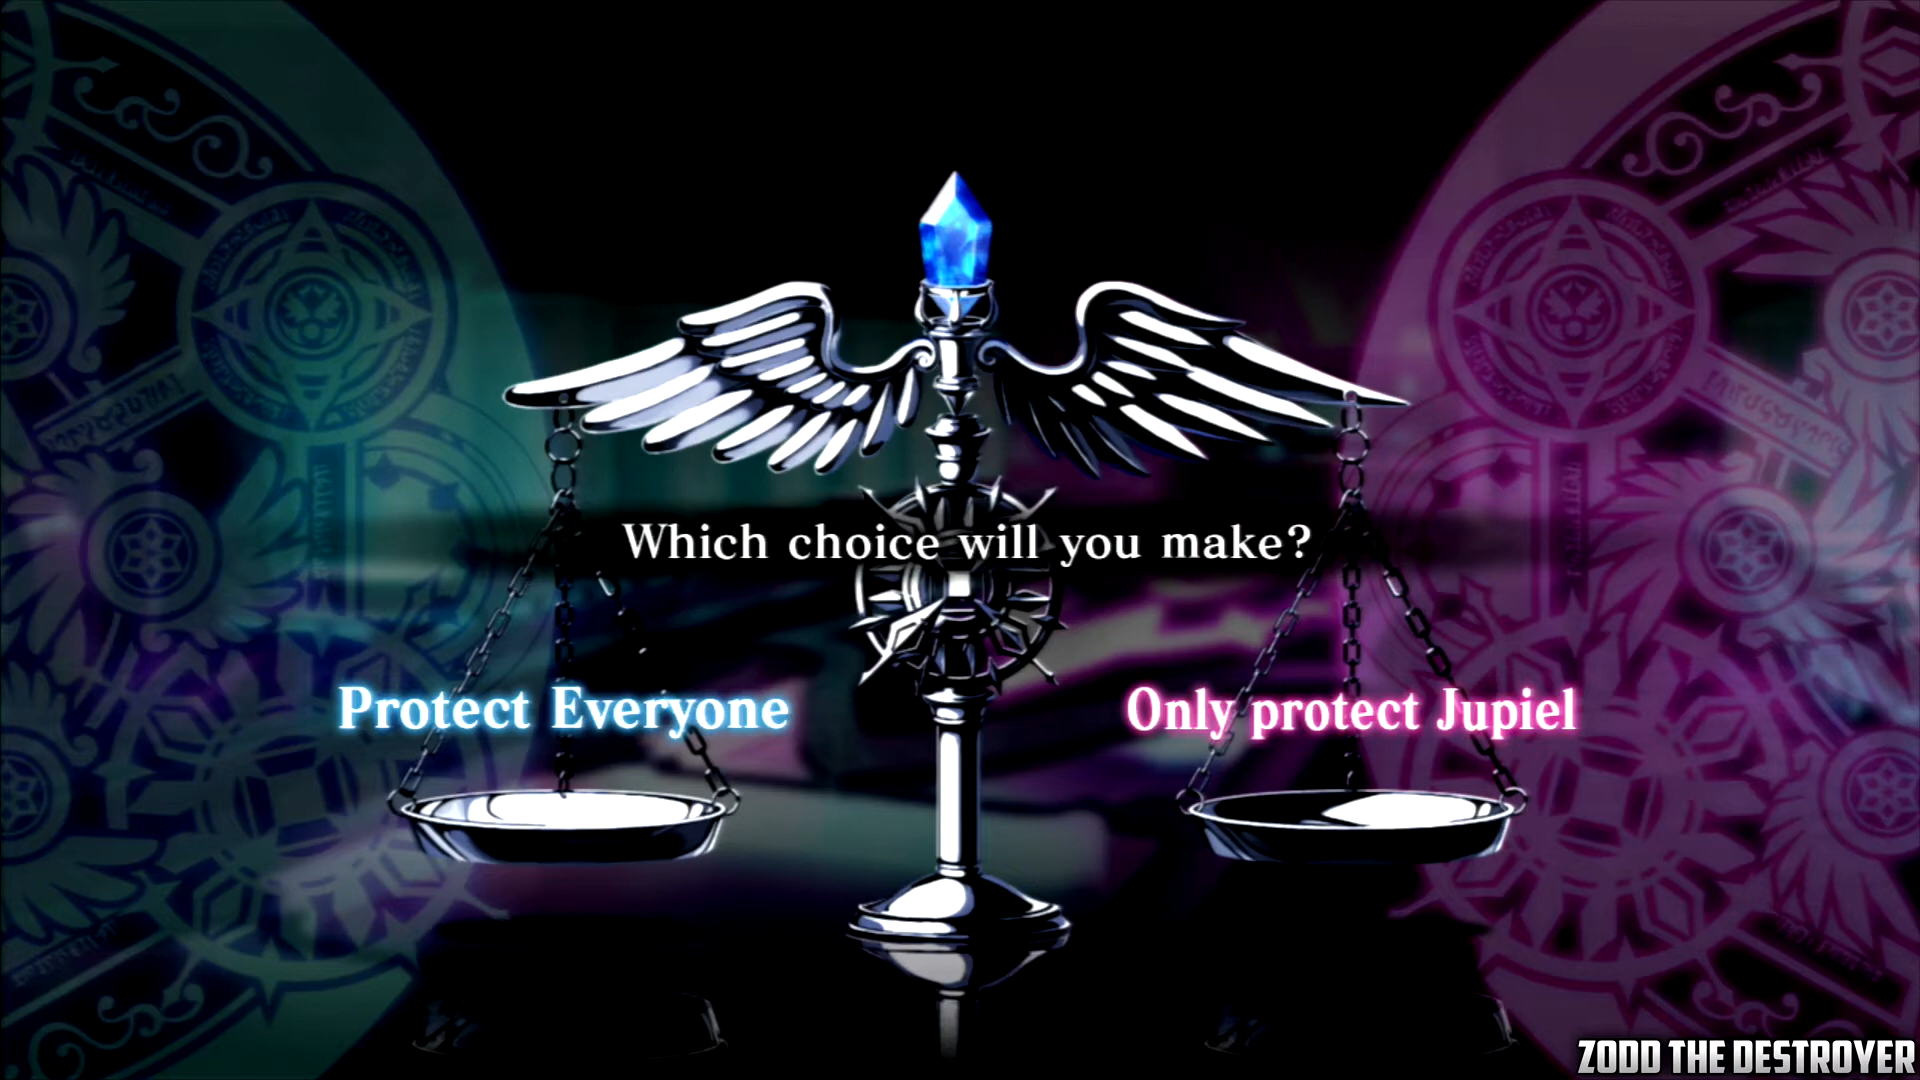 Which choice will you make?
Protect Everyone
Only protect Jupiel
ZODD THE DESTROYER